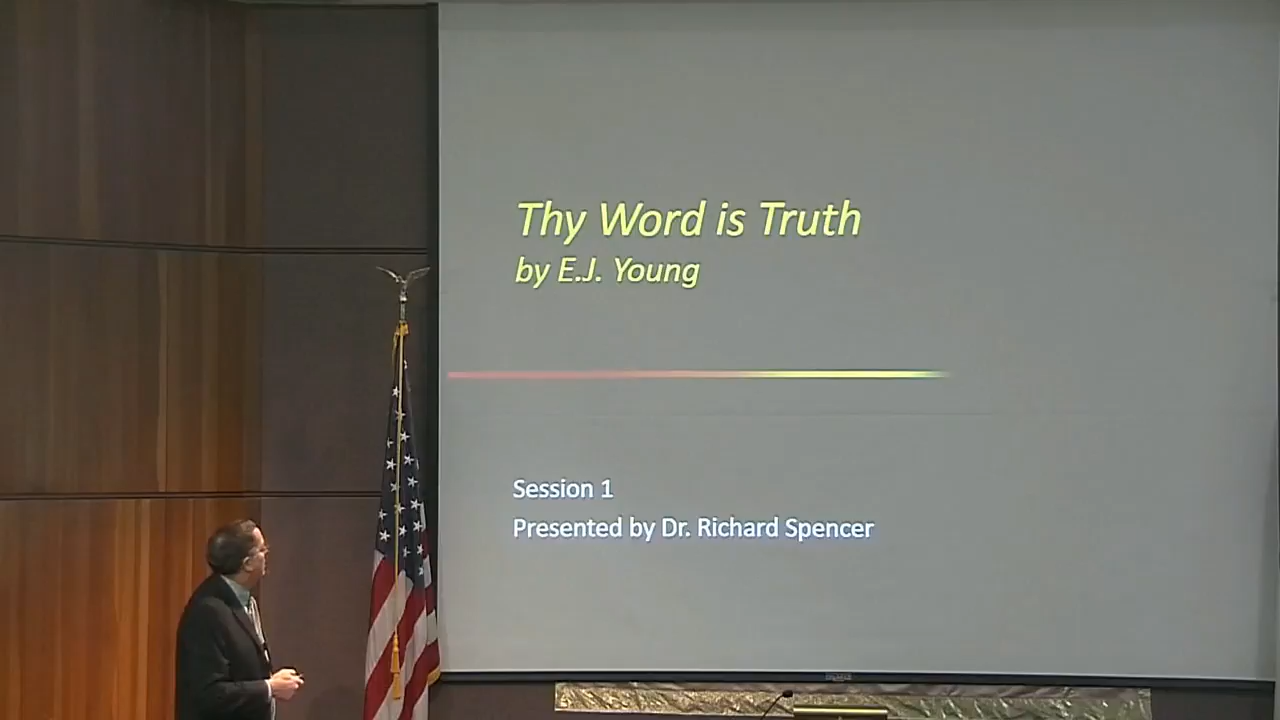 Thy Word is Truth
by E.J. Young
Session 1
Presented by Dr. Richard Spencer